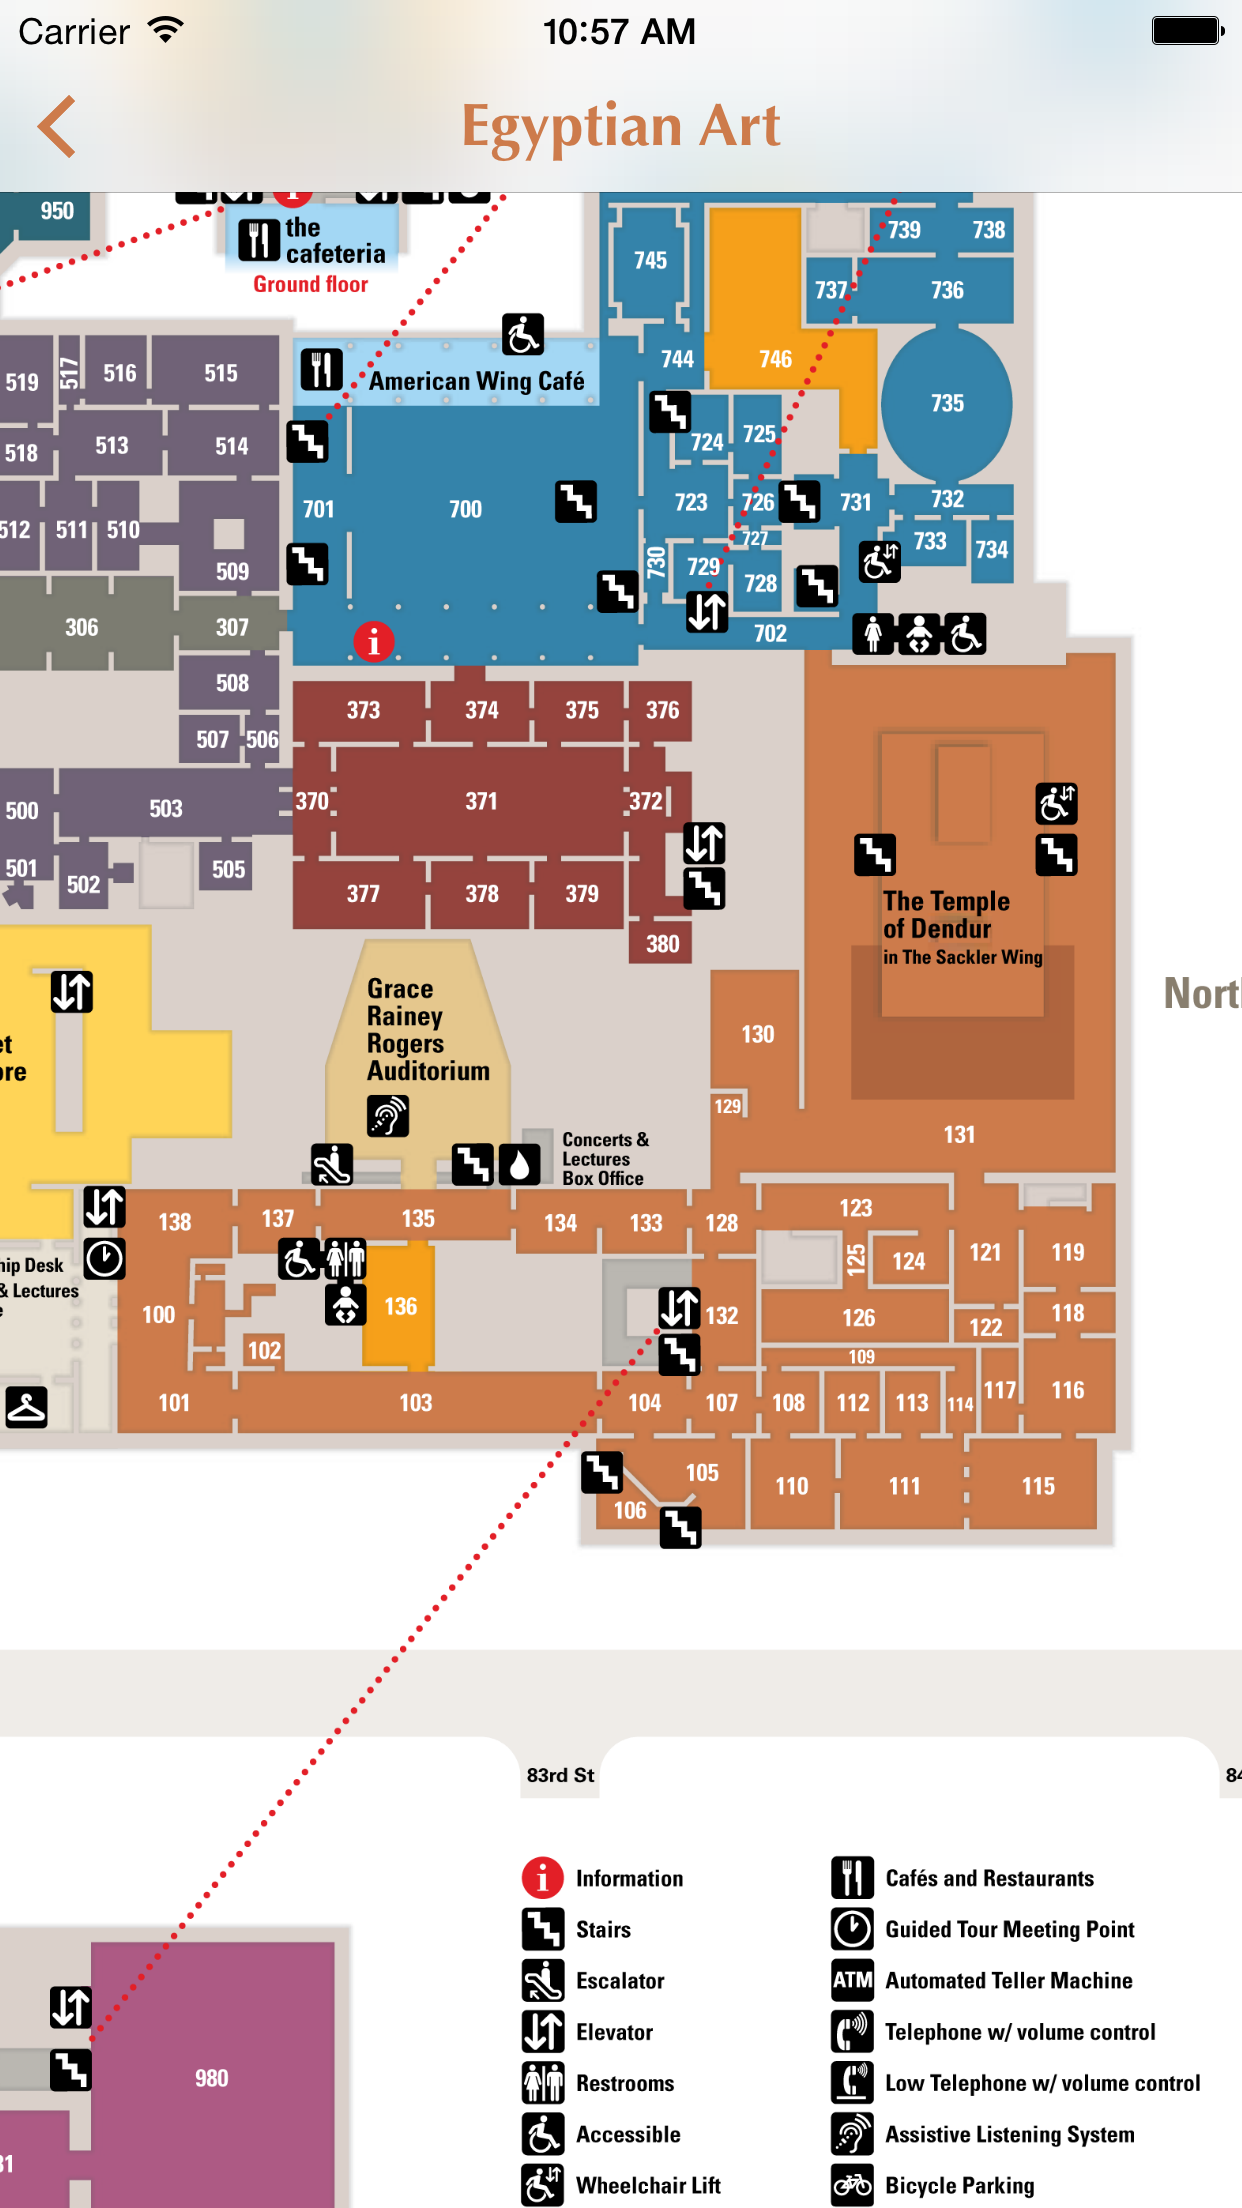 Carrier
10:57 AM
Egyptian Art
950
the
cafeteria
Ground floor
745
739
738
737
736
519
517
516
515
American Wing Café
744
746
735
518
513
514
724
725
512
511
510
701
700
723
726
731
732
727
733
734
509
730
729
728
306
307
702
508
373
374
375
376
507
506
500
503
370
371
372
501
502
505
377
378
379
380
The Temple
of Dendur
in The Sackler Wing
Grace
Rainey
Rogers
Auditorium
130
129
131
Concerts &
Lectures
Box Office
138
137
135
134
133
128
123
125
124
121
119
hip Desk
& Lectures
100
136
132
126
122
118
102
109
101
103
104
107
108
112
113
114
117
116
105
106
110
111
115
83rd St
Information
Stairs
Escalator
Elevator
Restrooms
Accessible
Wheelchair Lift
Cafés and Restaurants
Guided Tour Meeting Point
ATM Automated Teller Machine
Telephone w/ volume control
Low Telephone w/ volume control
Assistive Listening System
Bicycle Parking
980